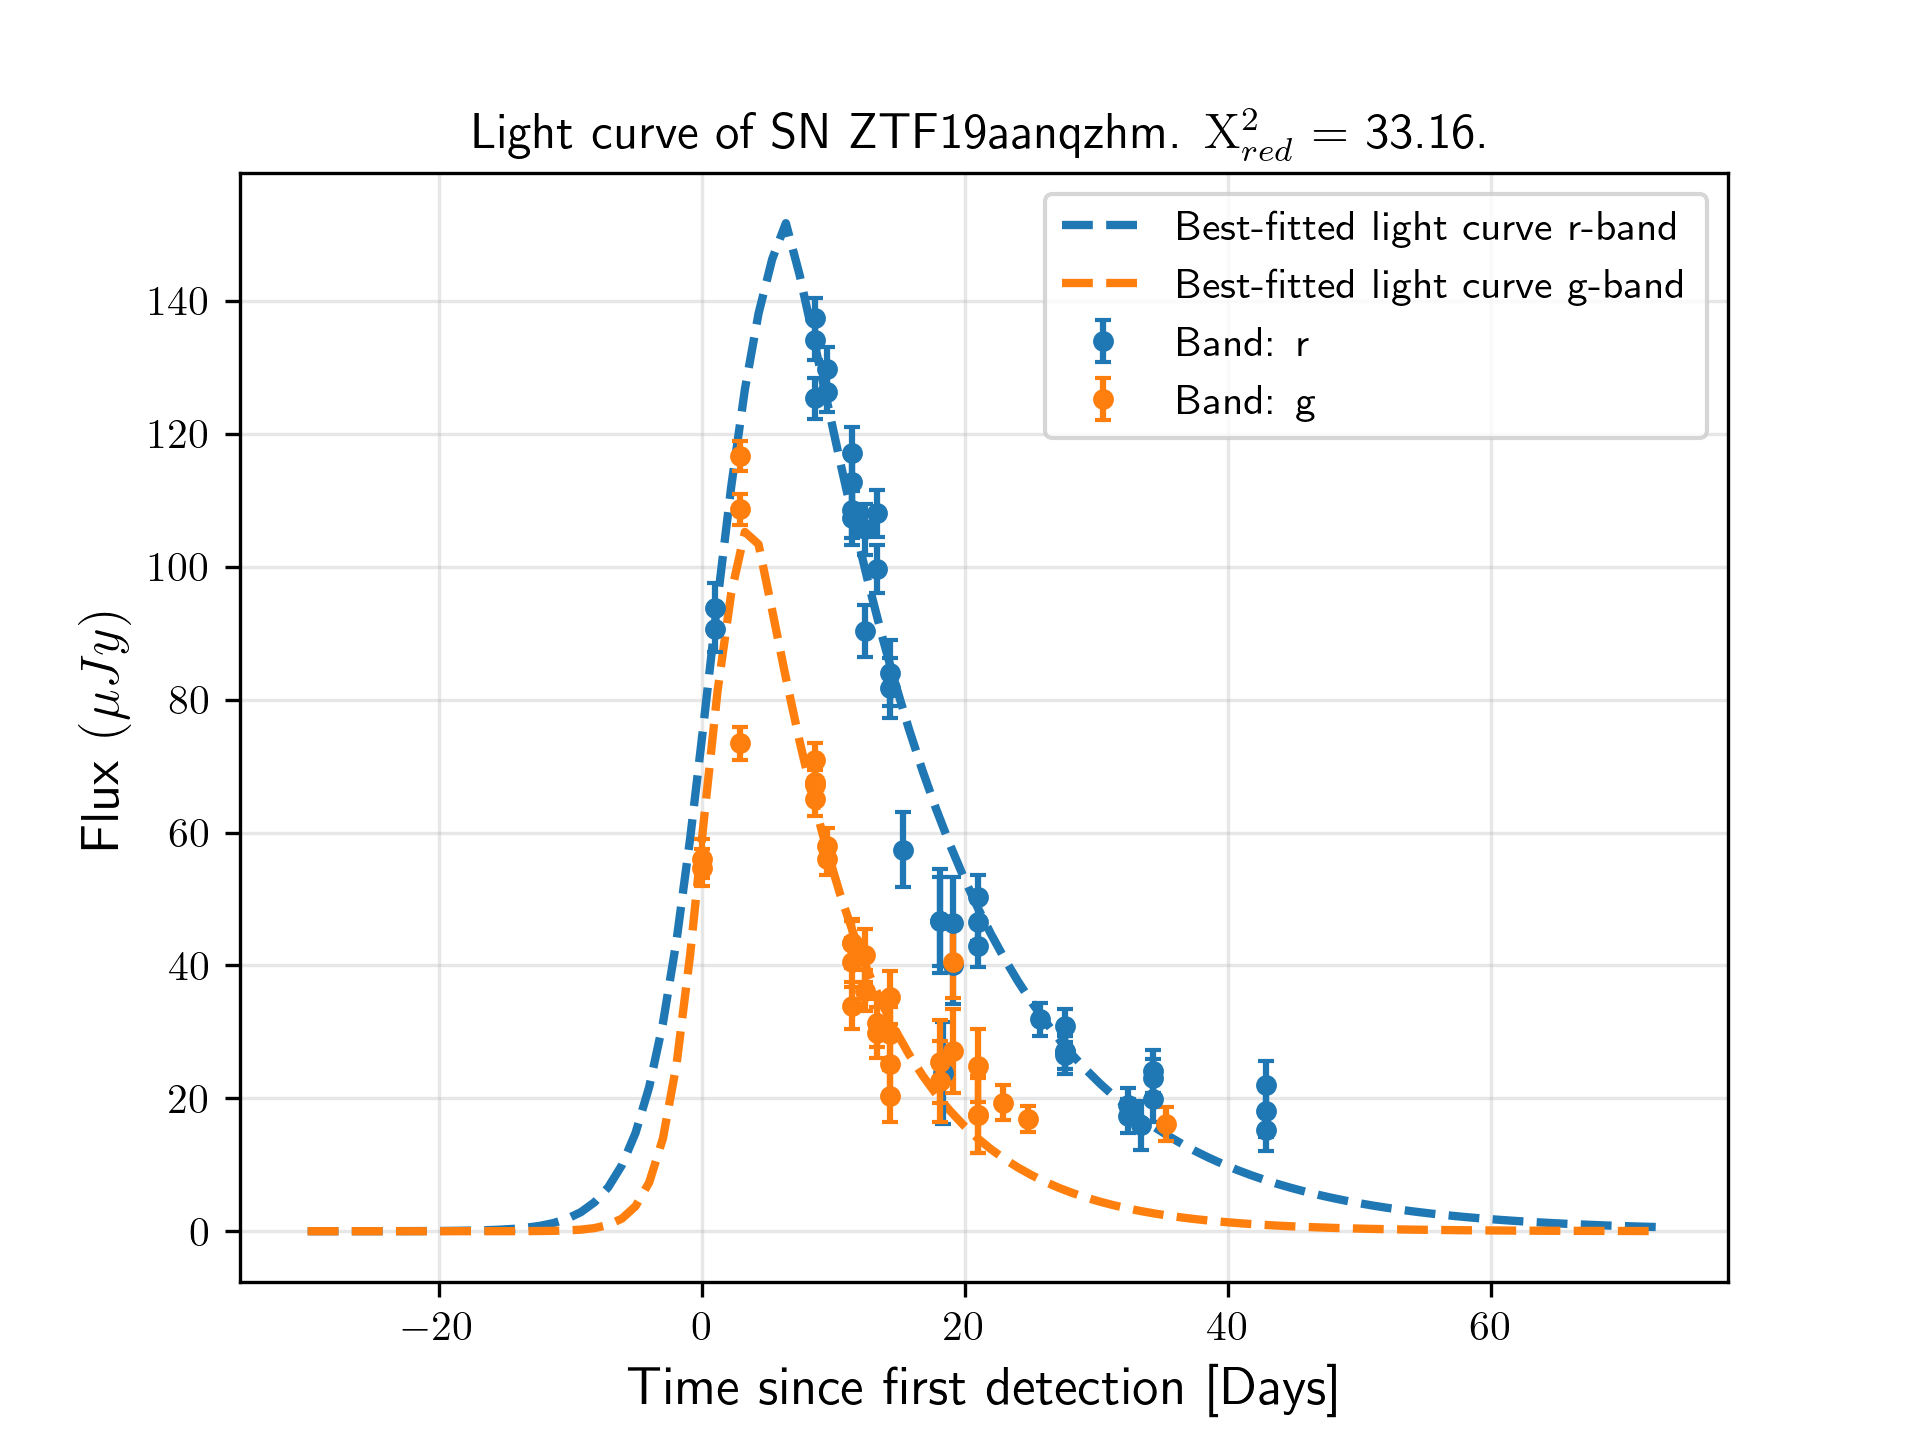 Light curve of SN ZTF19aanqzhm. X²_red = 33.16.
Best-fitted light curve r-band
Best-fitted light curve g-band
Band: r
Band: g
140
120
100
80
60
40
20
0
Flux (μJy)
−20 0 20 40 60
Time since first detection [Days]